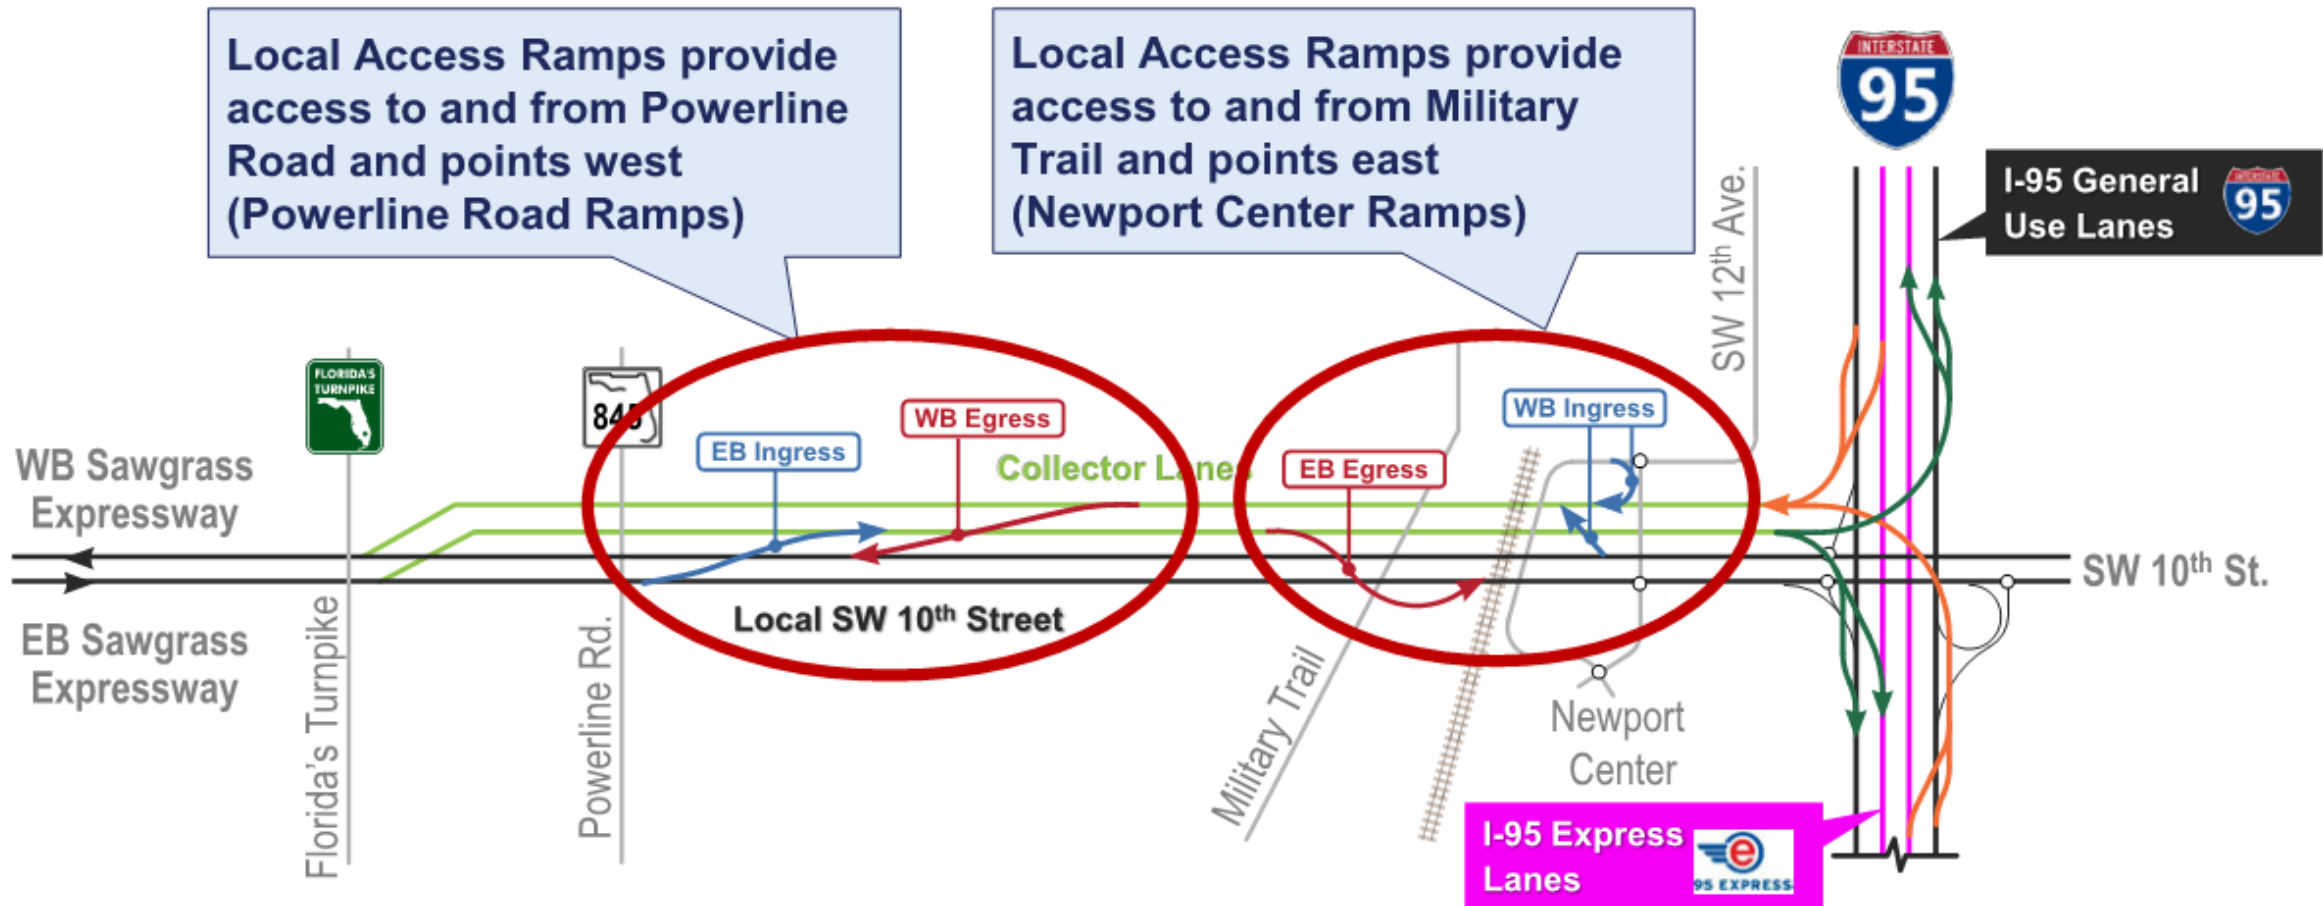 Local Access Ramps provide
access to and from Powerline
Road and points west
(Powerline Road Ramps)
Local Access Ramps provide
access to and from Military
Trail and points east
(Newport Center Ramps)
INTERSTATE
95
I-95 General
Use Lanes
INTERSTATE
95
SW 12th Ave.
FLORIDA'S
TURNPIKE
845
WB Egress
EB Ingress
Collector Lanes
EB Egress
WB Ingress
WB Sawgrass
Expressway
EB Sawgrass
Expressway
SW 10th St.
Local SW 10th Street
Florida's Turnpike
Powerline Rd.
Military Trail
Newport
Center
I-95 Express
Lanes
e
95 EXPRESS